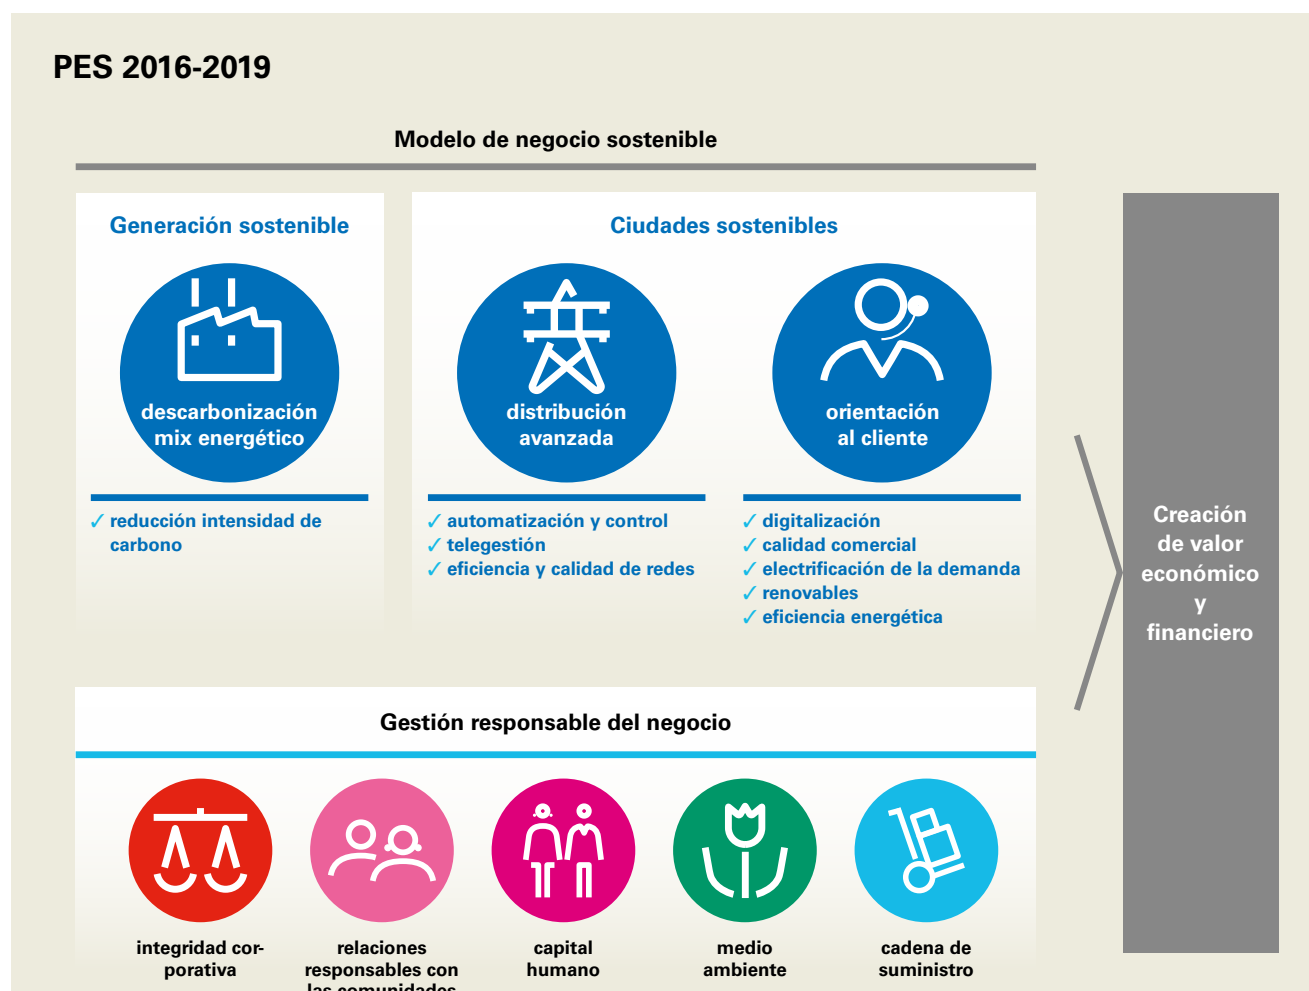 PES 2016-2019
Modelo de negocio sostenible
Generación sostenible
descarbonización
mix energético
✓ reducción intensidad de
carbono
Ciudades sostenibles
distribución
avanzada
✓ automatización y control
✓ telegestión
✓ eficiencia y calidad de redes
orientación
al cliente
✓ digitalización
✓ calidad comercial
✓ electrificación de la demanda
✓ renovables
✓ eficiencia energética
Creación
de valor
económico
y
financiero
Gestión responsable del negocio
integridad cor-
porativa
relaciones
responsables con
las comunidades
capital
humano
medio
ambiente
cadena de
suministro